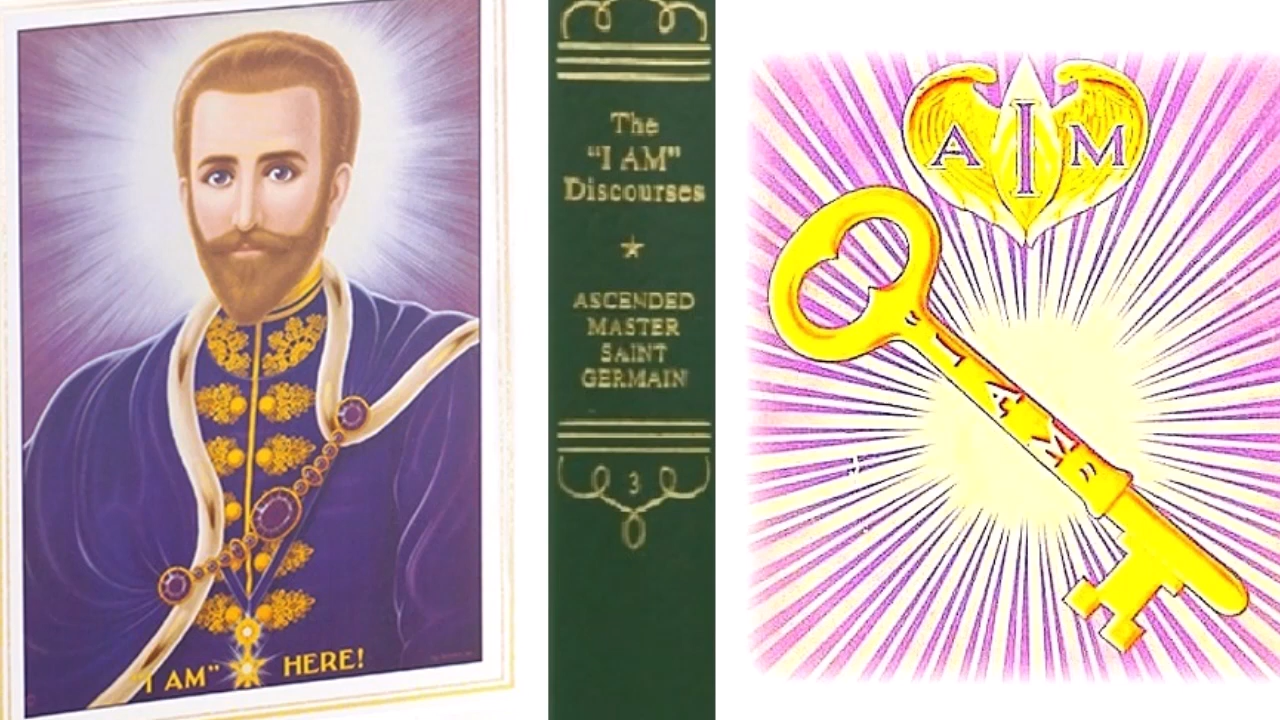 "I AM" HERE!
The
"I AM"
Discourses
ASCENDED
MASTER
SAINT
GERMAIN
3
A I M
"I AM"